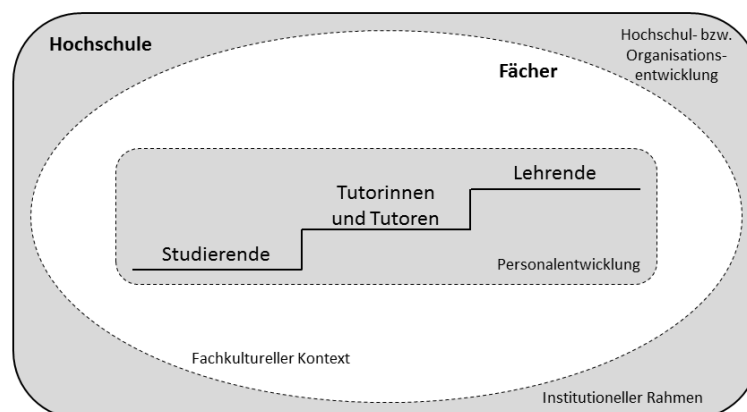 Hochschule
Hochschul- bzw.
Organisations-
entwicklung
Fächer
Lehrende
Tutorinnen
und Tutoren
Studierende
Personalentwicklung
Fachkultureller Kontext
Institutioneller Rahmen